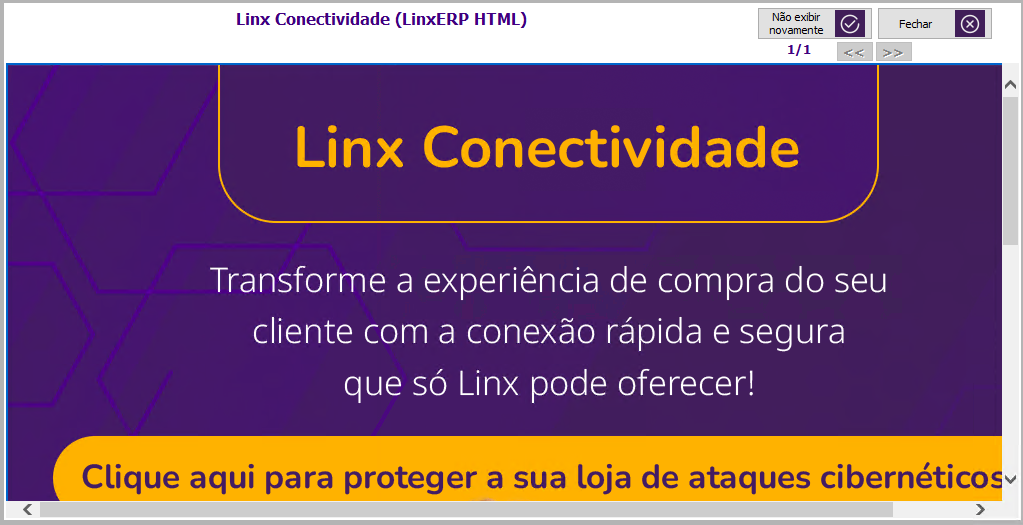 Linx Conectividade (LinxERP HTML)
Não exibir
novamente
Fechar
1/1
<<
>>
Linx Conectividade
Transforme a experiência de compra do seu
cliente com a conexão rápida e segura
que só Linx pode oferecer!
Clique aqui para proteger a sua loja de ataques cibernéticos